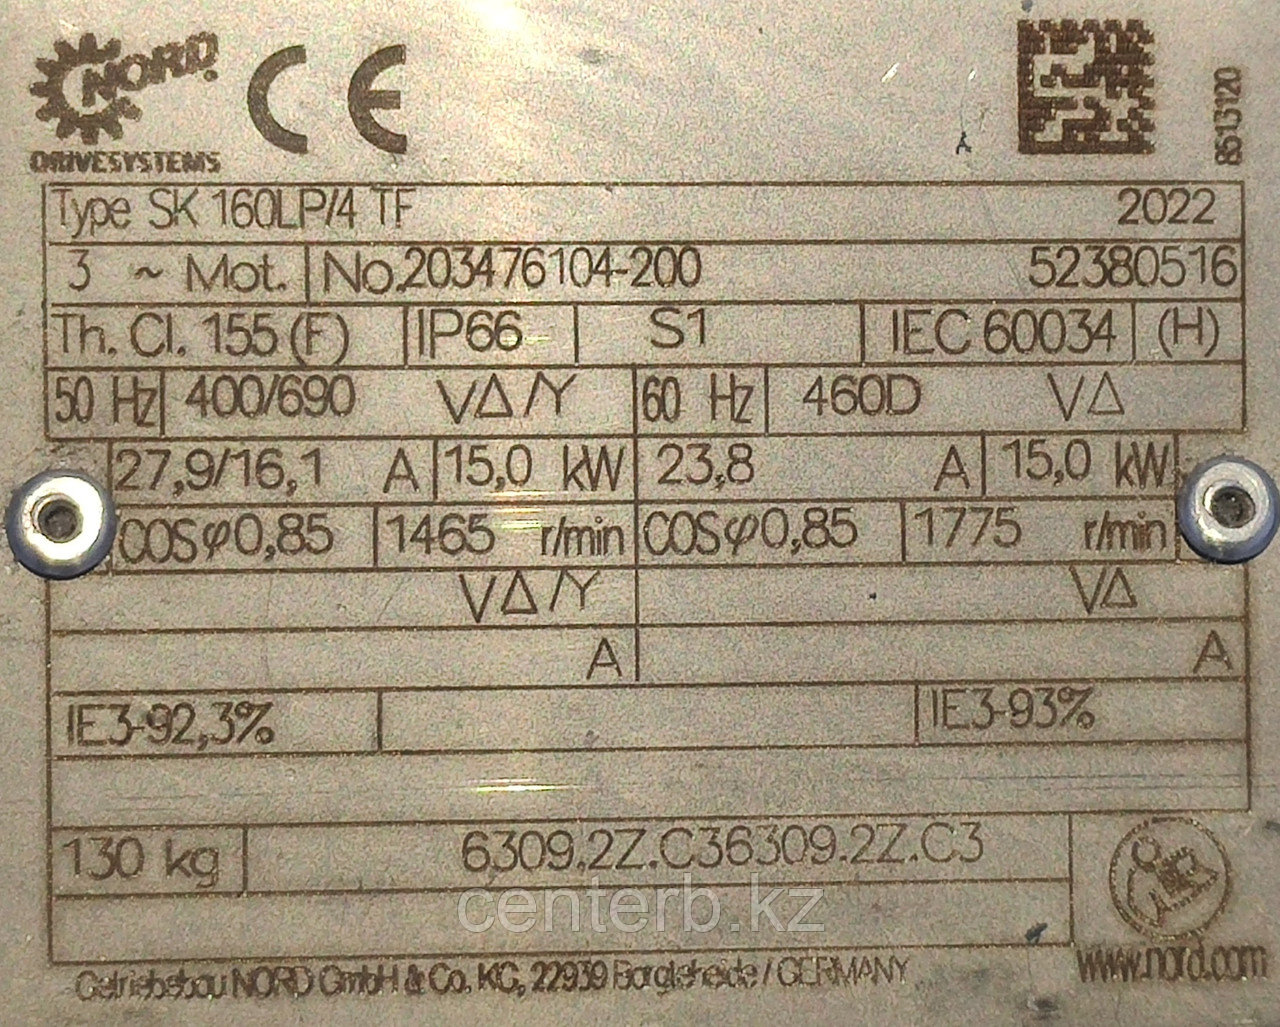 NORD
DRIVESYSTEMS
CE
8513120
Type SK 160LP/4 TF 2022
3 ~ Mot. No.203476104-200 52380516
Th. Cl. 155 (F) IP66 S1 IEC 60034 (H)
50 Hz 400/690 VΔ/Y 60 Hz 460D VΔ
27,9/16,1 A 15,0 kW 23,8 A 15,0 kW
COSφ0,85 1465 r/min COSφ0,85 1775 r/min
VΔ/Y VΔ
A A
IE3-92,3% IE3-93%
130 kg 6309.2Z.C36309.2Z.C3
centerb.kz
Getriebebau NORD GmbH & Co. KG, 22939 Bargteheide / GERMANY
www.nord.com